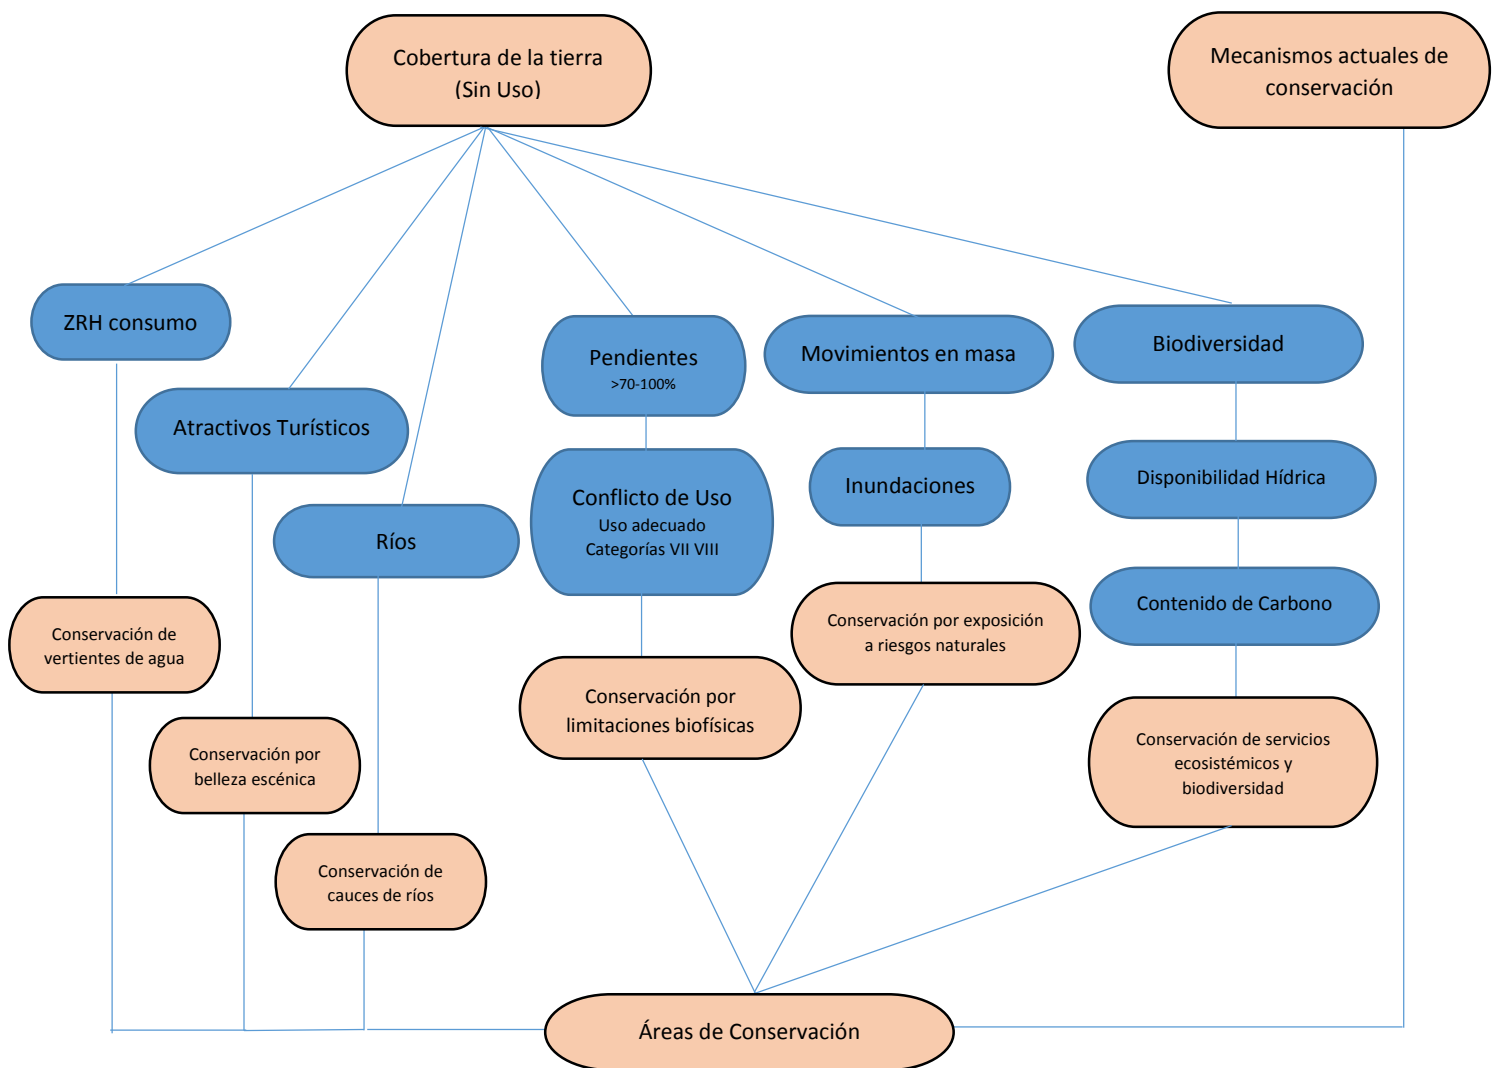 Cobertura de la tierra
(Sin Uso)
Mecanismos actuales de
conservación
ZRH consumo
Atractivos Turísticos
Ríos
Pendientes
>70-100%
Conflicto de Uso
Uso adecuado
Categorías VII VIII
Movimientos en masa
Inundaciones
Biodiversidad
Disponibilidad Hídrica
Contenido de Carbono
Conservación de
vertientes de agua
Conservación por
belleza escénica
Conservación de
cauces de ríos
Conservación por
limitaciones biofísicas
Conservación por exposición
a riesgos naturales
Conservación de servicios
ecosistémicos y
biodiversidad
Áreas de Conservación